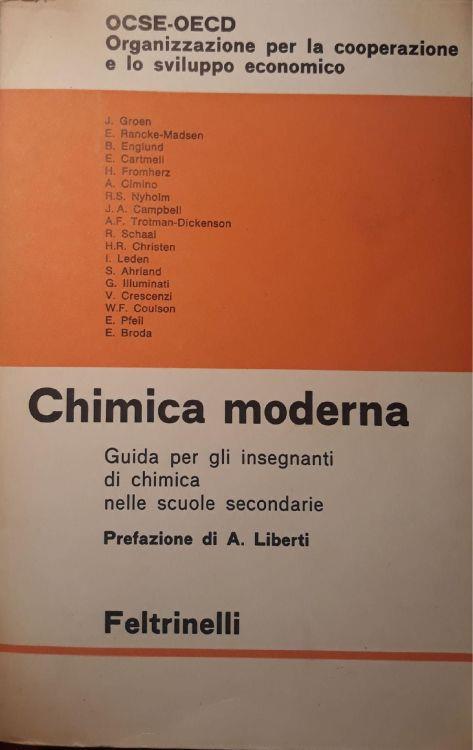 OCSE-OECD
Organizzazione per la cooperazione
e lo sviluppo economico
J. Groen
E. Rancke-Madsen
B. Englund
E. Cartmell
H. Fromherz
A. Cimino
R.S. Nyholm
J.A. Campbell
A.F. Trotman-Dickenson
R. Schaal
H.R. Christen
I. Leden
S. Ahrland
G. Illuminati
V. Crescenzi
W.F. Coulson
E. Pfeil
E. Broda
Chimica moderna
Guida per gli insegnanti
di chimica
nelle scuole secondarie
Prefazione di A. Liberti
Feltrinelli